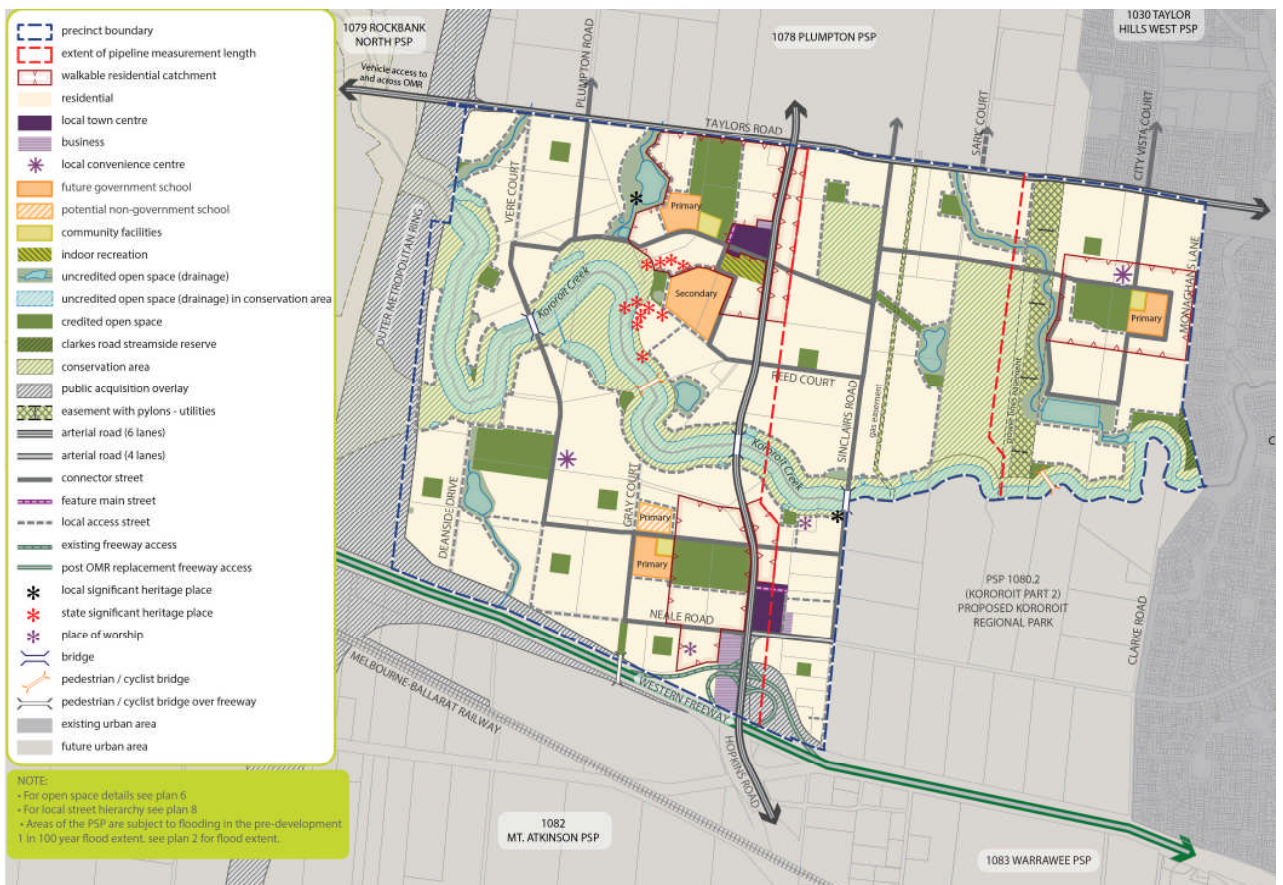 precinct boundary
extent of pipeline measurement length
walkable residential catchment
residential
local town centre
business
local convenience centre
future government school
potential non-government school
community facilities
indoor recreation
uncredited open space (drainage)
uncredited open space (drainage) in conservation area
credited open space
clarkes road streamside reserve
conservation area
public acquisition overlay
easement with pylons - utilities
arterial road (6 lanes)
arterial road (4 lanes)
connector street
feature main street
local access street
existing freeway access
post OMR replacement freeway access
local significant heritage place
state significant heritage place
place of worship
bridge
pedestrian / cyclist bridge
pedestrian / cyclist bridge over freeway
existing urban area
future urban area
NOTE:
• For open space details see plan 6
• For local street hierarchy see plan 8
• Areas of the PSP are subject to flooding in the pre-development
1 in 100 year flood extent, see plan 2 for flood extent.
1079 ROCKBANK
NORTH PSP
1078 PLUMPTON PSP
1030 TAYLOR
HILLS WEST PSP
Vehicle access to
and across OMR
PLUMPTON ROAD
TAYLORS ROAD
SARIC COURT
CITY VISTA COURT
VERE COURT
OUTER METROPOLITAN RING
Primary
Secondary
Kororoit Creek
REED COURT
SINCLAIRS ROAD
gas easement
power lines easement
Primary
MONAGHANS LANE
Kororoit Creek
DEANSIDE DRIVE
GRAY COURT
Primary
Primary
NEALE ROAD
PSP 1080.2
(KOROROIT PART 2)
PROPOSED KOROROIT
REGIONAL PARK
CLARKE ROAD
MELBOURNE-BALLARAT RAILWAY
WESTERN FREEWAY
HOPKINS ROAD
1082
MT. ATKINSON PSP
1083 WARRAWEE PSP
C